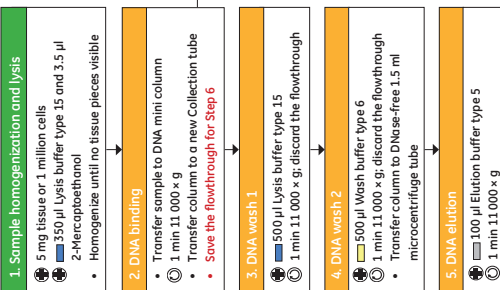 1. Sample homogenization and lysis
5 mg tissue or 1 million cells
350 µl Lysis buffer type 15 and 3.5 µl
2-Mercaptoethanol
• Homogenize until no tissue pieces visible
2. DNA binding
• Transfer sample to DNA mini column
1 min 11 000 × g
• Transfer column to a new Collection tube
• Save the flowthrough for Step 6
3. DNA wash 1
500 µl Lysis buffer type 15
1 min 11 000 × g; discard the flowthrough
4. DNA wash 2
500 µl Wash buffer type 6
1 min 11 000 × g; discard the flowthrough
• Transfer column to DNase-free 1.5 ml
microcentrifuge tube
5. DNA elution
100 µl Elution buffer type 5
1 min 11 000 × g